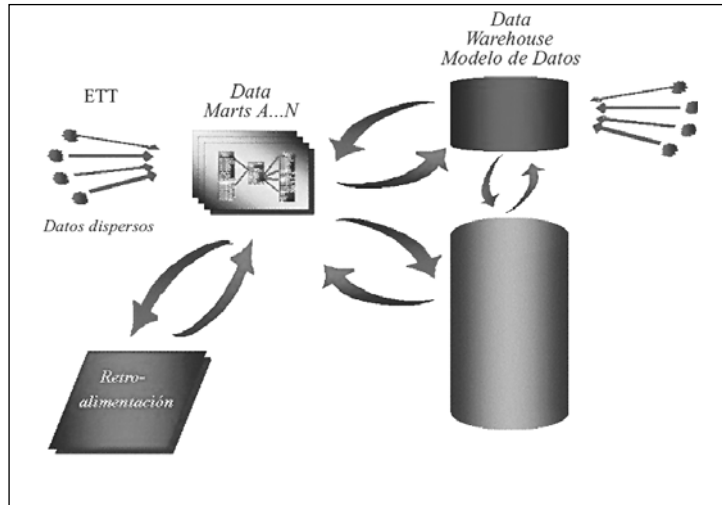 ETT
Datos dispersos
Data
Marts A...N
Data
Warehouse
Modelo de Datos
Retro-
alimentación